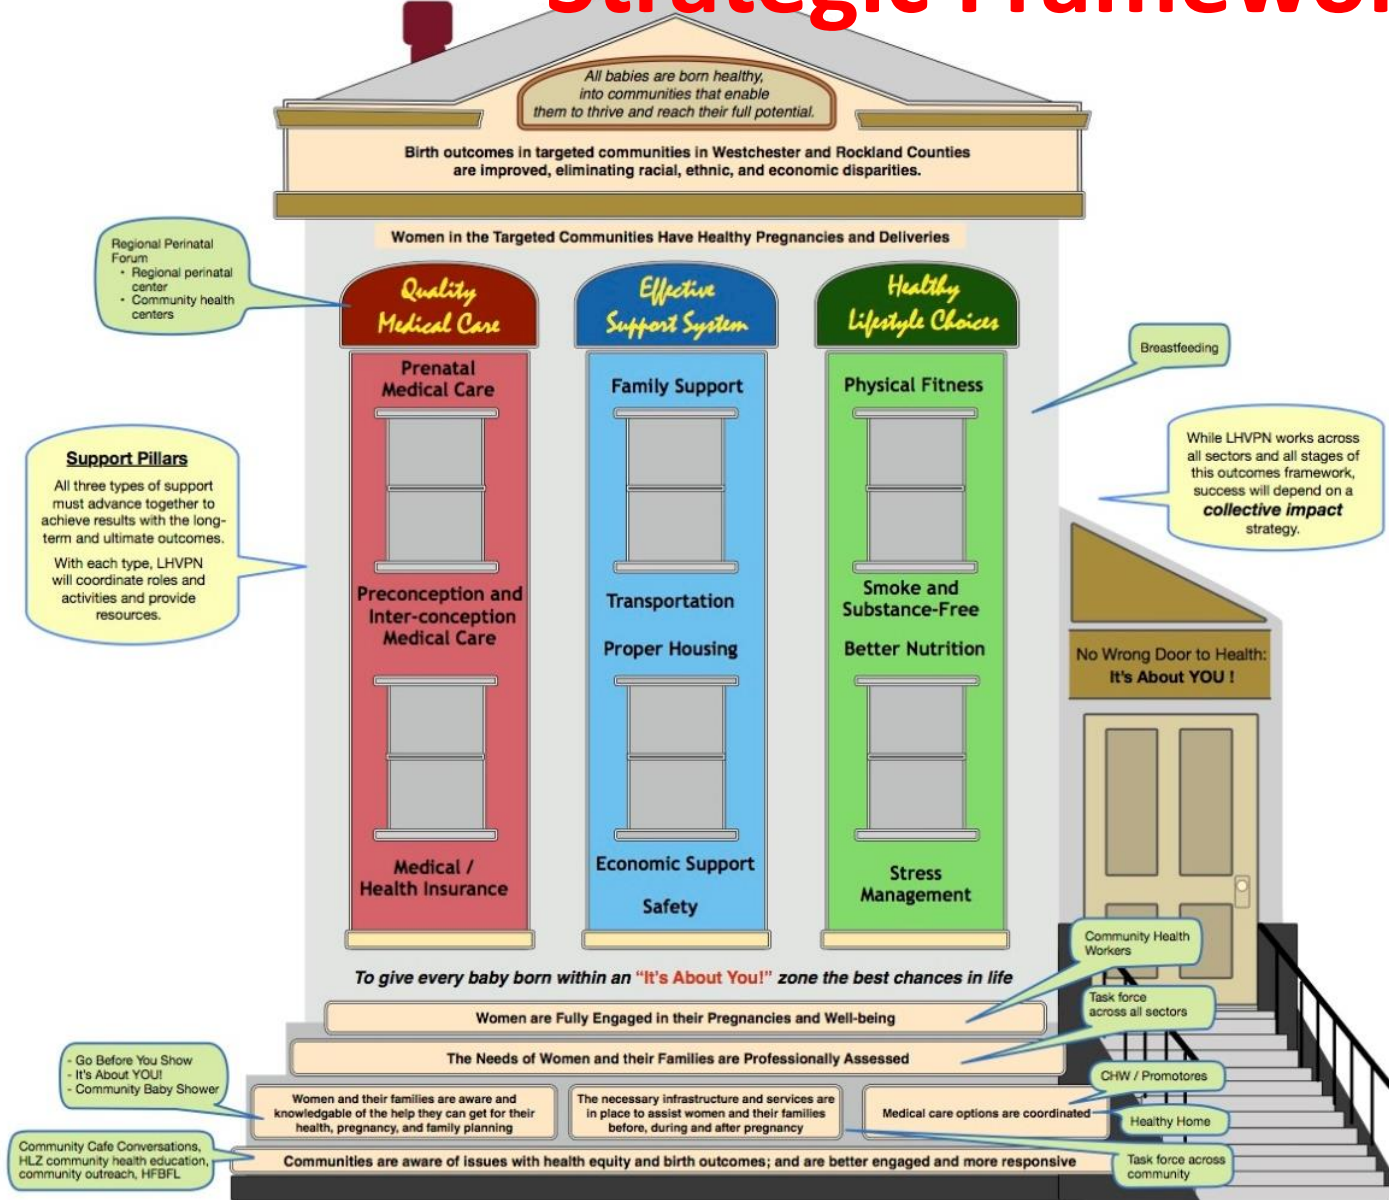 Strategic Framewor
All babies are born healthy,
into communities that enable
them to thrive and reach their full potential.
Birth outcomes in targeted communities in Westchester and Rockland Counties
are improved, eliminating racial, ethnic, and economic disparities.
Women in the Targeted Communities Have Healthy Pregnancies and Deliveries
Regional Perinatal
Forum
• Regional perinatal
center
• Community health
centers
Quality
Medical Care
Prenatal
Medical Care
Preconception and
Inter-conception
Medical Care
Medical /
Health Insurance
Effective
Support System
Family Support
Transportation
Proper Housing
Economic Support
Safety
Healthy
Lifestyle Choices
Physical Fitness
Smoke and
Substance-Free
Better Nutrition
Stress
Management
Breastfeeding
Support Pillars
All three types of support
must advance together to
achieve results with the long-
term and ultimate outcomes.
With each type, LHVPN
will coordinate roles and
activities and provide
resources.
While LHVPN works across
all sectors and all stages of
this outcomes framework,
success will depend on a
collective impact
strategy.
No Wrong Door to Health:
It's About YOU !
To give every baby born within an "It's About You!" zone the best chances in life
Community Health
Workers
Women are Fully Engaged in their Pregnancies and Well-being
Task force
across all sectors
The Needs of Women and their Families are Professionally Assessed
- Go Before You Show
- It's About YOU!
- Community Baby Shower
Women and their families are aware and
knowledgable of the help they can get for their
health, pregnancy, and family planning
The necessary infrastructure and services are
in place to assist women and their families
before, during and after pregnancy
Medical care options are coordinated
CHW / Promotores
Healthy Home
Community Cafe Conversations,
HLZ community health education,
community outreach, HFBFL
Communities are aware of issues with health equity and birth outcomes; and are better engaged and more responsive
Task force across
community